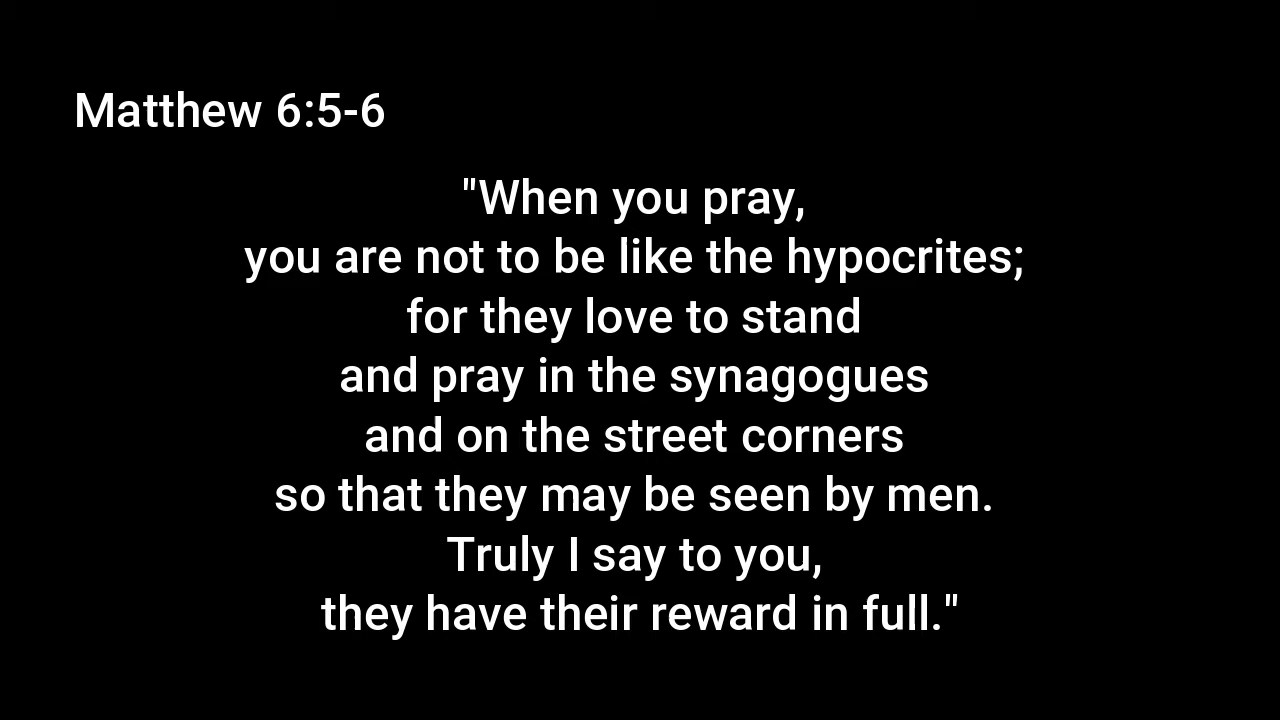 Matthew 6:5-6
"When you pray,
you are not to be like the hypocrites;
for they love to stand
and pray in the synagogues
and on the street corners
so that they may be seen by men.
Truly I say to you,
they have their reward in full."